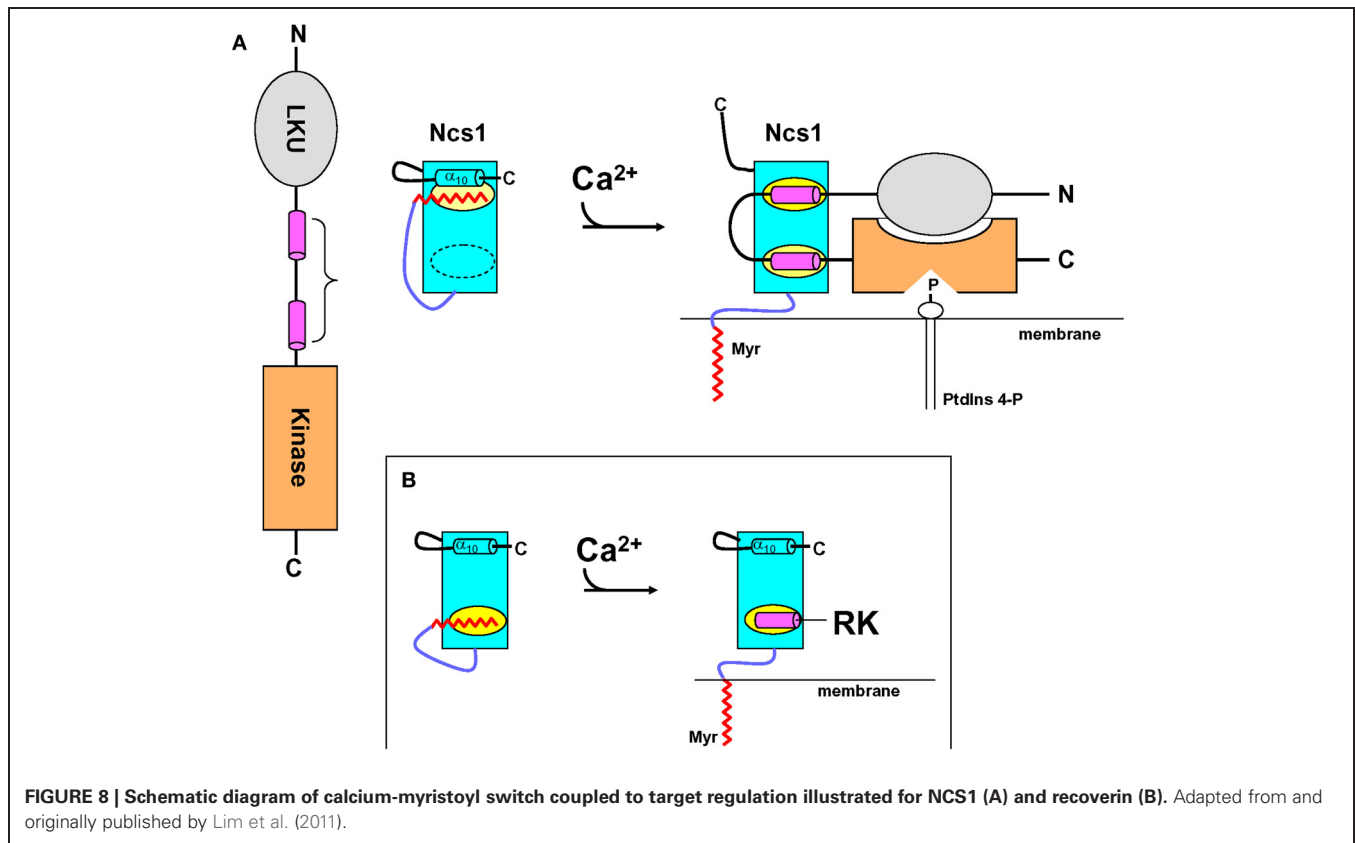 A
N
LKU
Kinase
C
Ncs1
α10
C
Ca2+
C
Ncs1
N
C
P
membrane
Myr
PtdIns 4-P
B
α10
C
Ca2+
α10
C
RK
membrane
Myr
FIGURE 8 | Schematic diagram of calcium-myristoyl switch coupled to target regulation illustrated for NCS1 (A) and recoverin (B). Adapted from and
originally published by Lim et al. (2011).